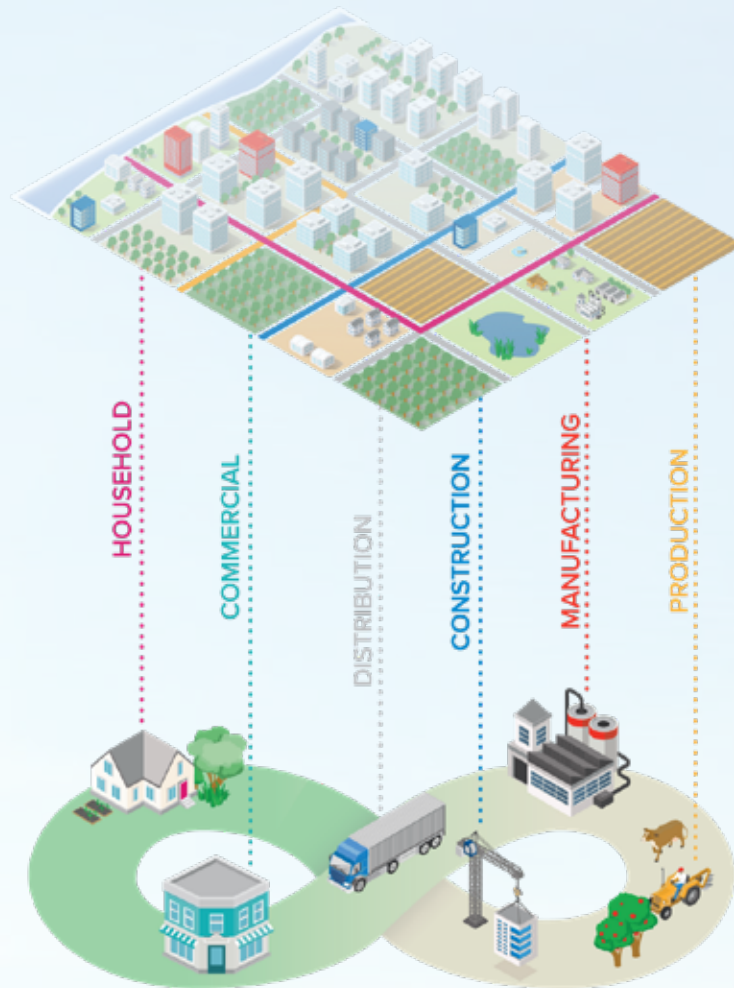 HOUSEHOLD
COMMERCIAL
DISTRIBUTION
CONSTRUCTION
MANUFACTURING
PRODUCTION